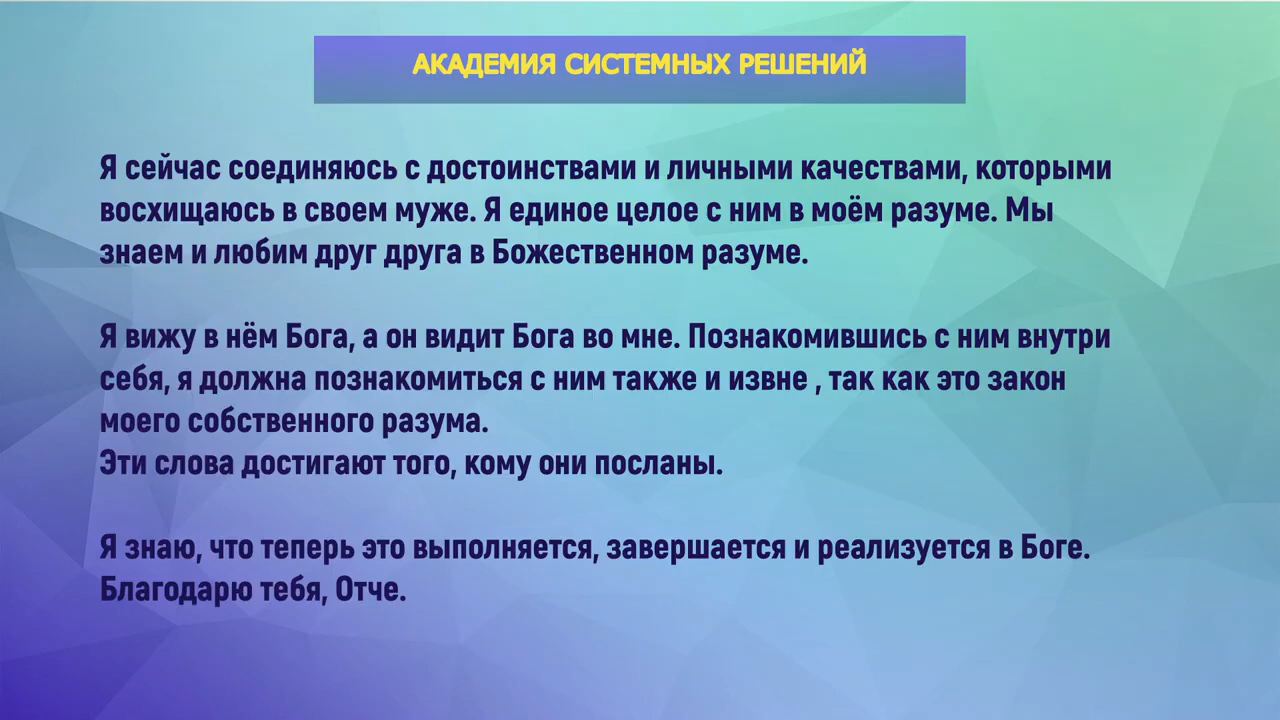 АКАДЕМИЯ СИСТЕМНЫХ РЕШЕНИЙ
Я сейчас соединяюсь с достоинствами и личными качествами, которыми
восхищаюсь в своем муже. Я единое целое с ним в моём разуме. Мы
знаем и любим друг друга в Божественном разуме.
Я вижу в нём Бога, а он видит Бога во мне. Познакомившись с ним внутри
себя, я должна познакомиться с ним также и извне , так как это закон
моего собственного разума.
Эти слова достигают того, кому они посланы.
Я знаю, что теперь это выполняется, завершается и реализуется в Боге.
Благодарю тебя, Отче.